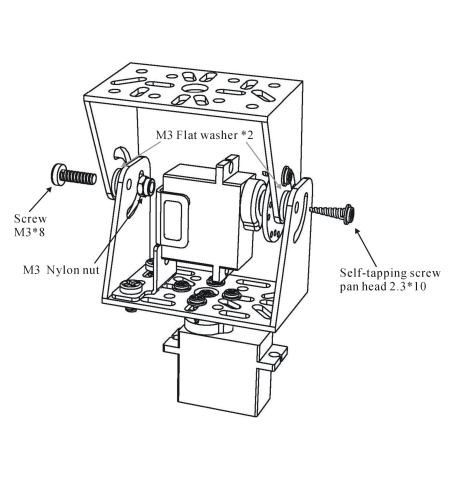 M3 Flat washer *2
Screw
M3*8
M3 Nylon nut
Self-tapping screw
pan head 2.3*10